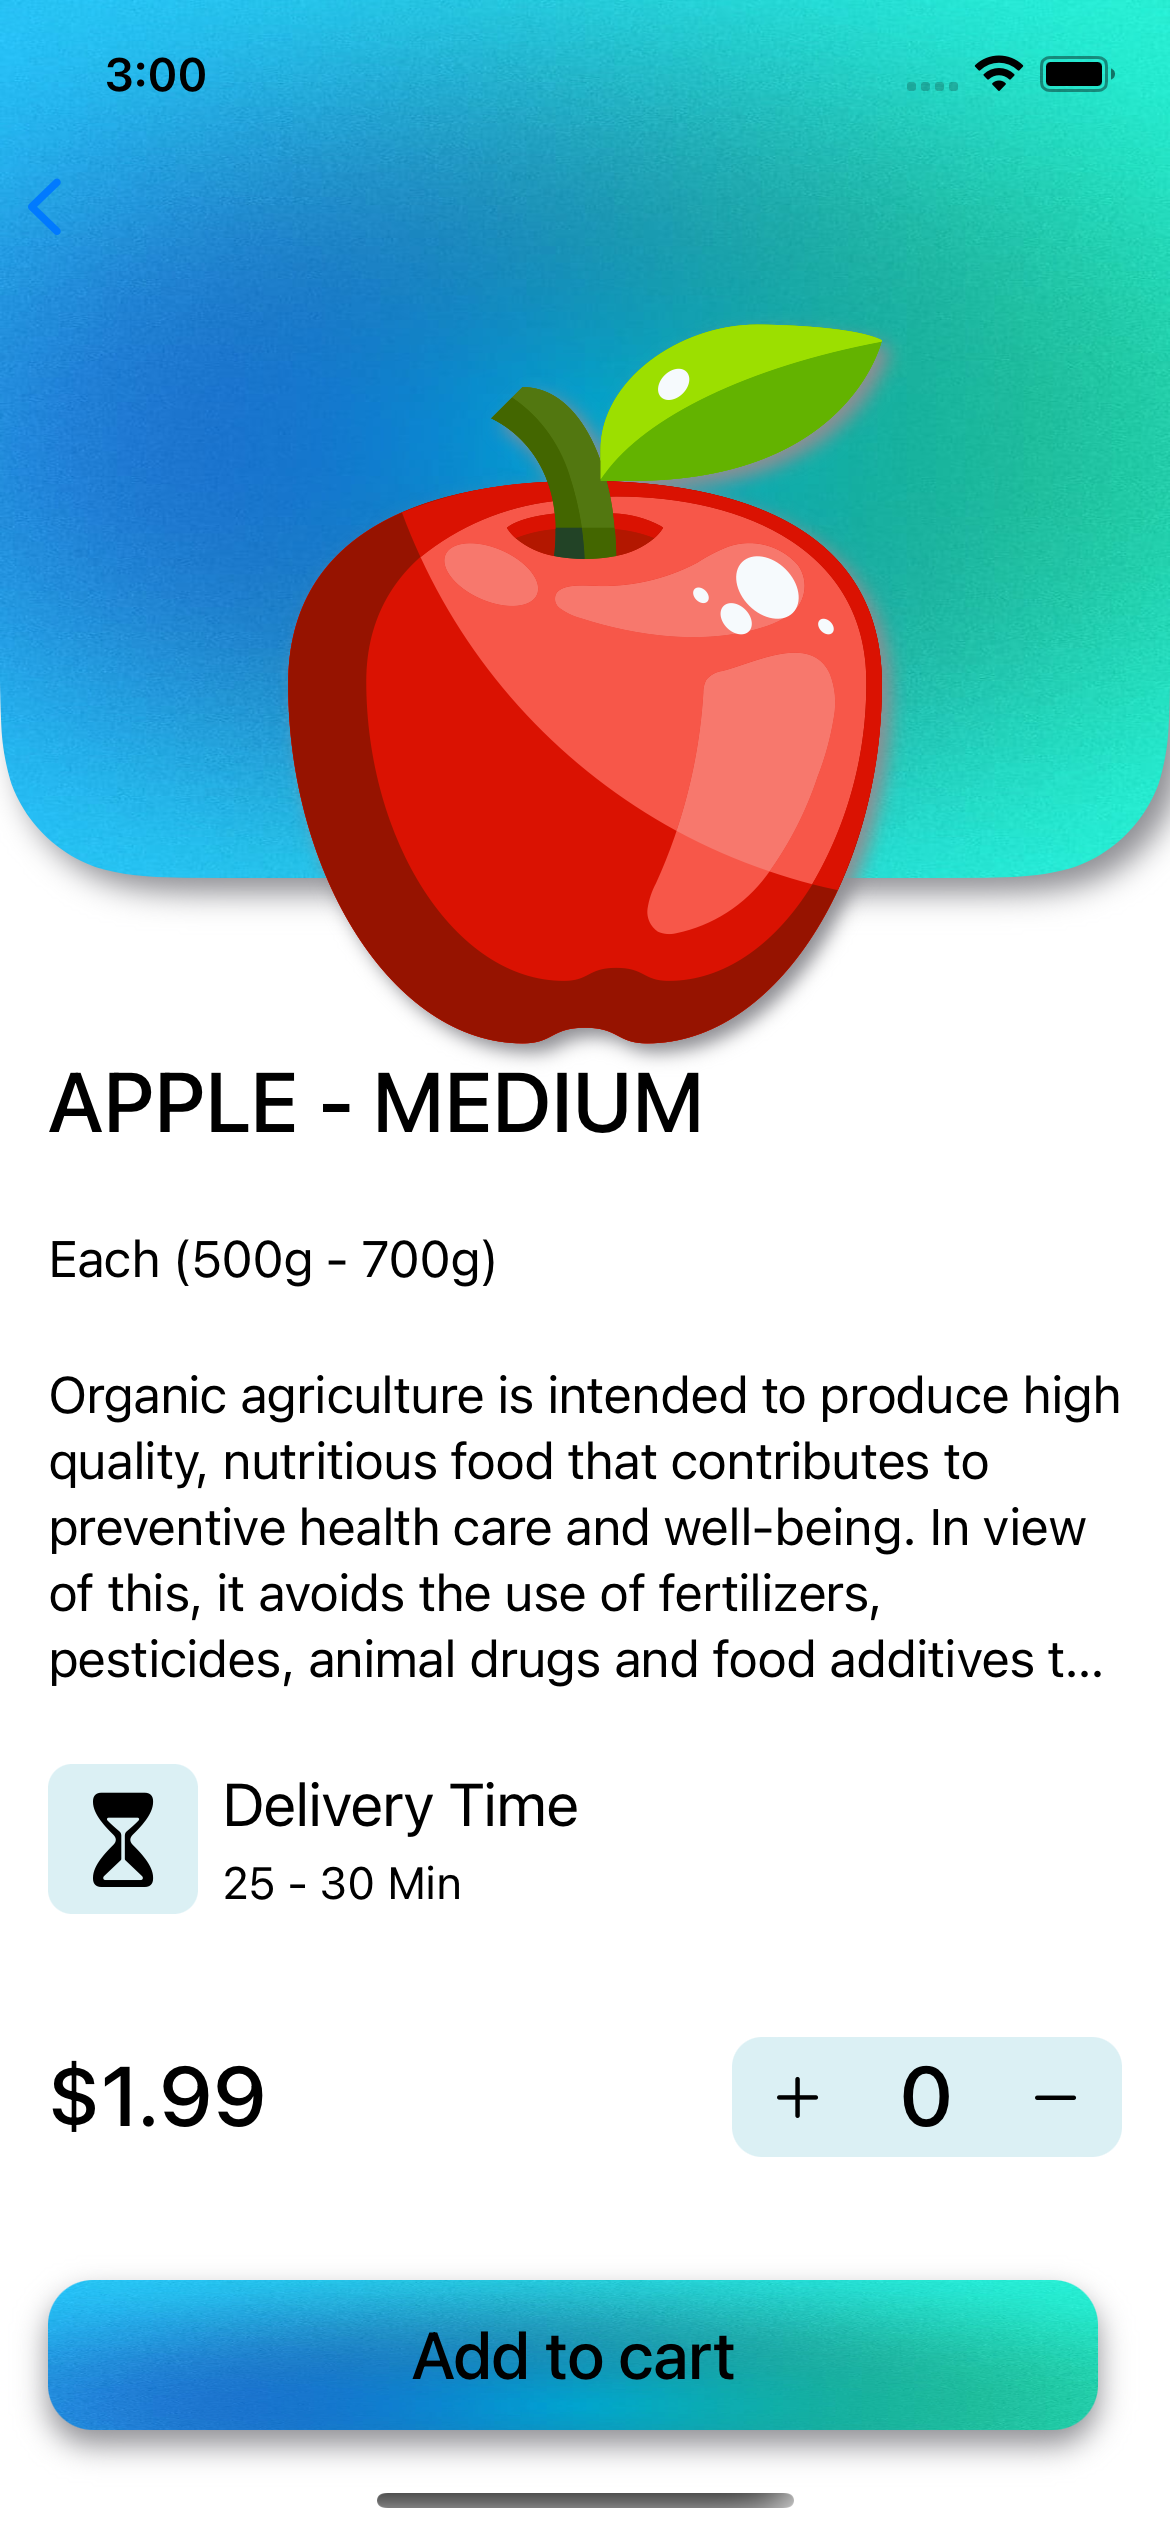 3:00
APPLE - MEDIUM
Each (500g - 700g)
Organic agriculture is intended to produce high
quality, nutritious food that contributes to
preventive health care and well-being. In view
of this, it avoids the use of fertilizers,
pesticides, animal drugs and food additives t...
Delivery Time
25 - 30 Min
$1.99
+ 0 −
Add to cart